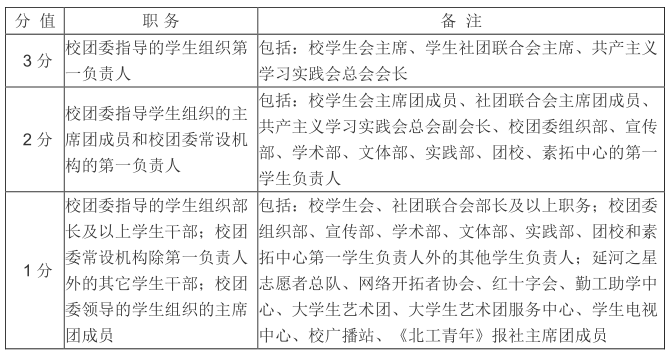 分 值 职 务 备 注
3 分
校团委指导的学生组织第
一负责人
包括：校学生会主席、学生社团联合会主席、共产主义
学习实践会总会会长
2 分
校团委指导学生组织的主
席团成员和校团委常设机
构的第一负责人
包括：校学生会主席团成员、社团联合会主席团成员、
共产主义学习实践会总会副会长、校团委组织部、宣传
部、学术部、文体部、实践部、团校、素拓中心的第一
学生负责人
1 分
校团委指导的学生组织部
长及以上学生干部；校团
委常设机构除第一负责人
外的其它学生干部；校团
委领导的学生组织的主席
团成员
包括：校学生会、社团联合会部长及以上职务；校团委
组织部、宣传部、学术部、文体部、实践部、团校和素
拓中心第一学生负责人外的其他学生负责人；延河之星
志愿者总队、网络开拓者协会、红十字会、勤工助学中
心、大学生艺术团、大学生艺术团服务中心、学生电视
中心、校广播站、《北工青年》报社主席团成员